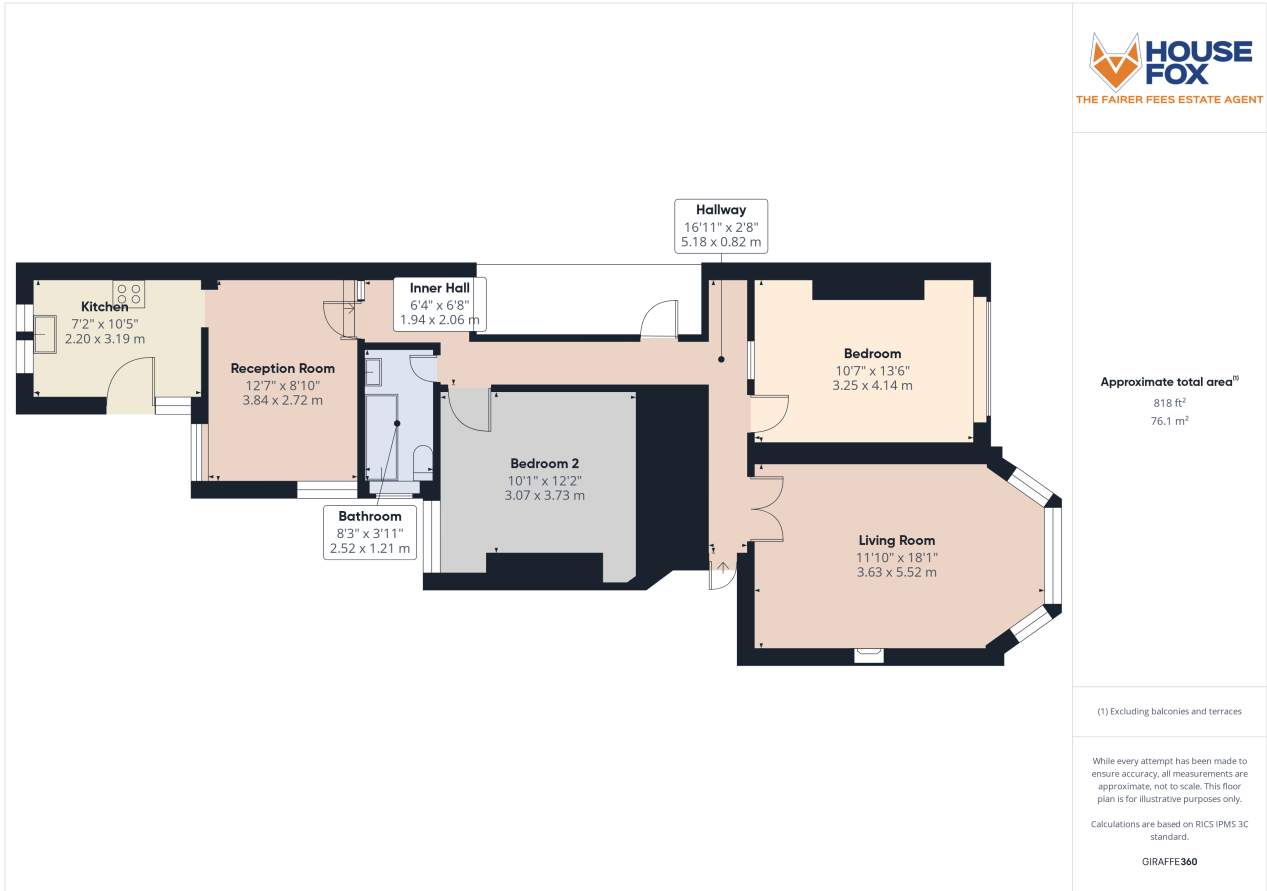 HOUSE
FOX
THE FAIRER FEES ESTATE AGENT
Hallway
16'11" x 2'8"
5.18 x 0.82 m
Inner Hall
6'4" x 6'8"
1.94 x 2.06 m
Kitchen
7'2" x 10'5"
2.20 x 3.19 m
Reception Room
12'7" x 8'10"
3.84 x 2.72 m
Bedroom
10'7" x 13'6"
3.25 x 4.14 m
Bedroom 2
10'1" x 12'2"
3.07 x 3.73 m
Bathroom
8'3" x 3'11"
2.52 x 1.21 m
Living Room
11'10" x 18'1"
3.63 x 5.52 m
Approximate total area(1)
818 ft²
76.1 m²
(1) Excluding balconies and terraces
While every attempt has been made to
ensure accuracy, all measurements are
approximate, not to scale. This floor
plan is for illustrative purposes only.
Calculations are based on RICS IPMS 3C
standard.
GIRAFFE360